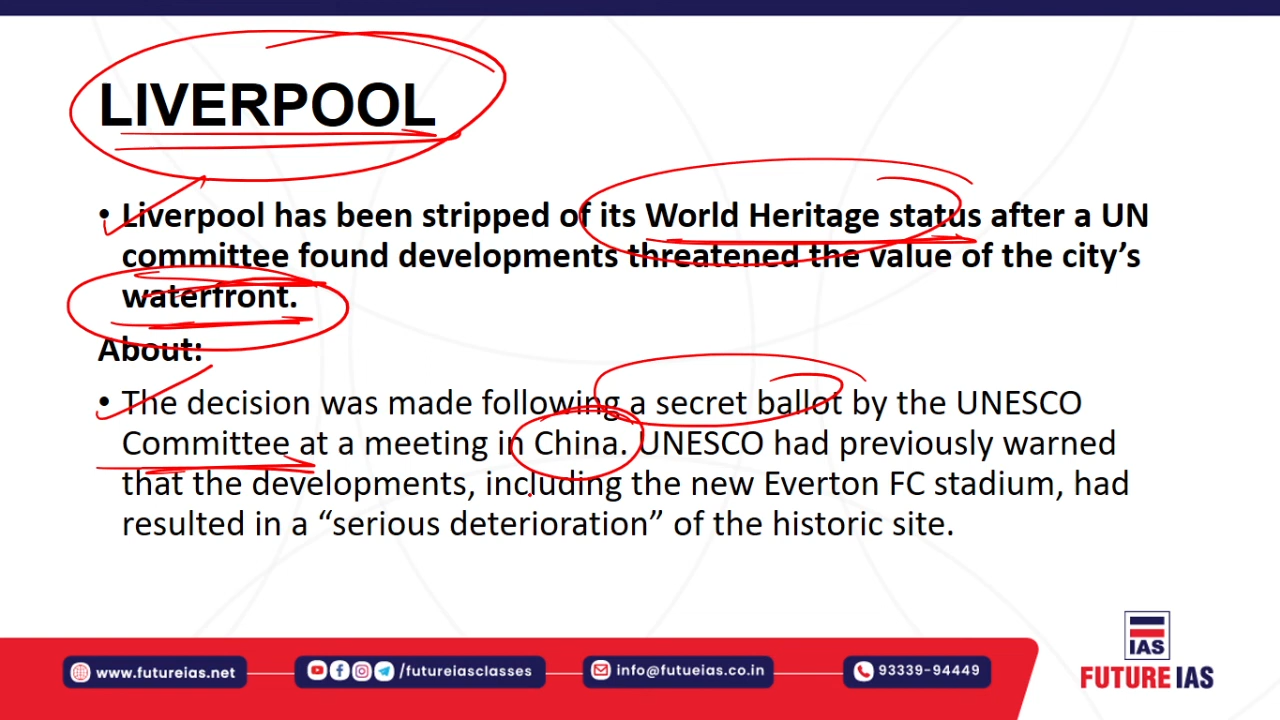 LIVERPOOL
• Liverpool has been stripped of its World Heritage status after a UN
committee found developments threatened the value of the city’s
waterfront.
About:
• The decision was made following a secret ballot by the UNESCO
Committee at a meeting in China. UNESCO had previously warned
that the developments, including the new Everton FC stadium, had
resulted in a “serious deterioration” of the historic site.
IAS
FUTURE IAS
www.futureias.net
/futureiasclasses
info@futueias.co.in
93339-94449